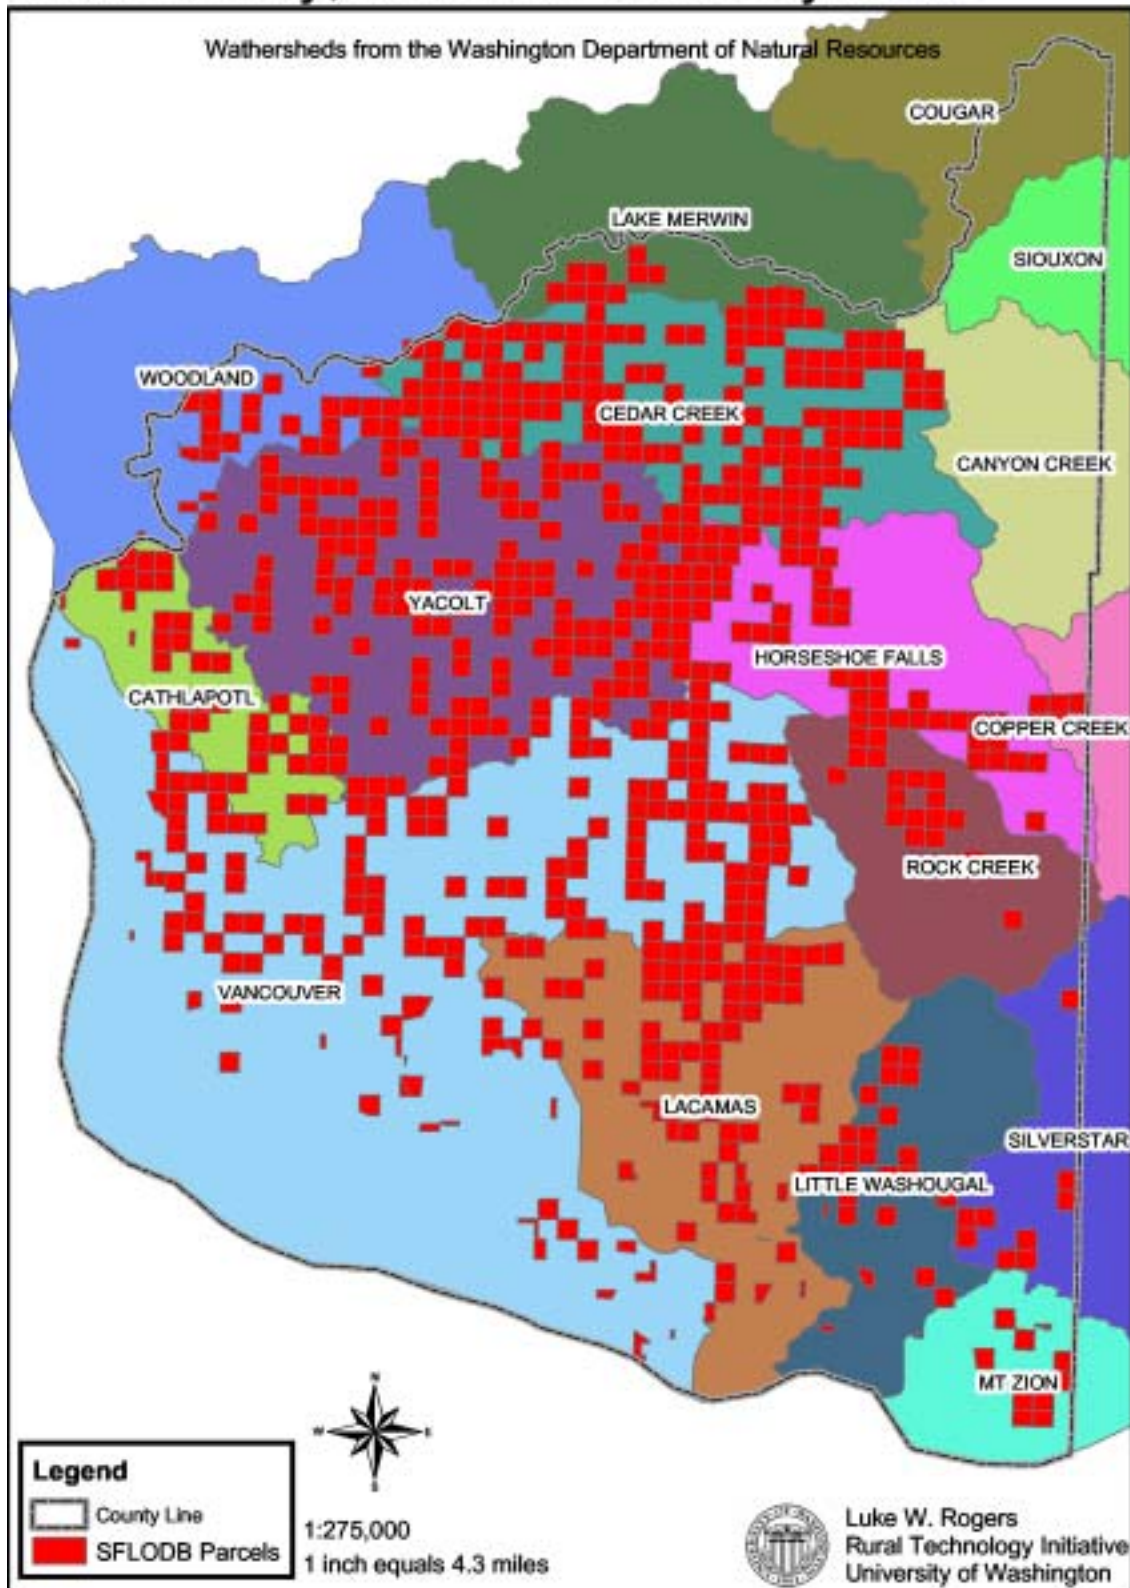 Wathersheds from the Washington Department of Natural Resources
COUGAR
LAKE MERWIN
SIOUXON
WOODLAND
CEDAR CREEK
CANYON CREEK
YACOLT
HORSESHOE FALLS
CATHLAPOTL
COPPER CREEK
ROCK CREEK
VANCOUVER
LACAMAS
SILVERSTAR
LITTLE WASHOUGAL
MT ZION
N
W
E
S
Legend
County Line
SFLODB Parcels
1:275,000
1 inch equals 4.3 miles
Luke W. Rogers
Rural Technology Initiative
University of Washington